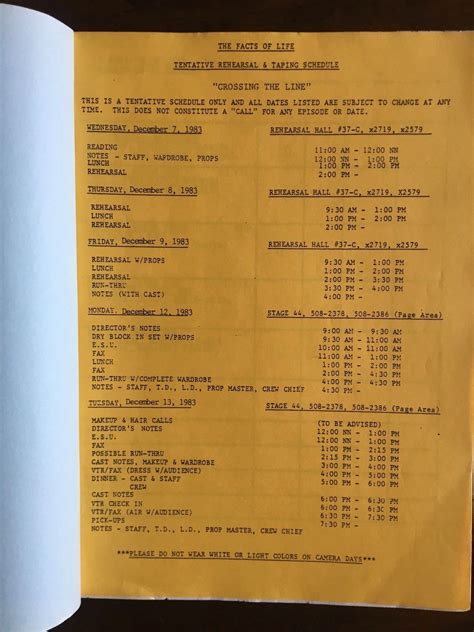 THE FACTS OF LIFE
TENTATIVE REHEARSAL & TAPING SCHEDULE
"CROSSING THE LINE"
THIS IS A TENTATIVE SCHEDULE ONLY AND ALL DATES LISTED ARE SUBJECT TO CHANGE AT ANY
TIME. THIS DOES NOT CONSTITUTE A "CALL" FOR ANY EPISODE OR DATE.
WEDNESDAY, December 7, 1983 REHEARSAL HALL #37-C, x2719, x2579
READING 11:00 AM - 12:00 NN
NOTES - STAFF, WARDROBE, PROPS 12:00 NN - 1:00 PM
LUNCH 1:00 PM - 2:00 PM
REHEARSAL 2:00 PM -
THURSDAY, December 8, 1983 REHEARSAL HALL #37-C, x2719, X2579
REHEARSAL 9:30 AM - 1:00 PM
LUNCH 1:00 PM - 2:00 PM
REHEARSAL 2:00 PM -
FRIDAY, December 9, 1983 REHEARSAL HALL #37-C, x2719, x2579
REHEARSAL W/PROPS 9:30 AM - 1:00 PM
LUNCH 1:00 PM - 2:00 PM
REHEARSAL 2:00 PM - 3:30 PM
RUN-THRU 3:30 PM - 4:00 PM
NOTES (WITH CAST) 4:00 PM -
MONDAY, December 12, 1983 STAGE 44, 508-2378, 508-2386 (Page Area)
DIRECTOR'S NOTES 9:00 AM - 9:30 AM
DRY BLOCK IN SET W/PROPS 9:30 AM - 11:00 AM
E.S.U. 10:00 AM - 11:00 AM
FAX 11:00 AM - 1:00 PM
LUNCH 1:00 PM - 2:00 PM
FAX 2:00 PM - 4:00 PM
RUN-THRU W/COMPLETE WARDROBE 4:00 PM - 4:30 PM
NOTES - STAFF, T.D., L.D., PROP MASTER, CREW CHIEF 4:30 PM -
TUESDAY, December 13, 1983 STAGE 44, 508-2378, 508-2386 (Page Area)
MAKEUP & HAIR CALLS (TO BE ADVISED)
DIRECTOR'S NOTES 12:00 NN - 1:00 PM
E.S.U. 12:00 NN - 1:00 PM
FAX 1:00 PM - 2:15 PM
POSSIBLE RUN-THRU 2:15 PM - 3:00 PM
CAST NOTES, MAKEUP & WARDROBE 3:00 PM - 4:00 PM
VTR/FAX (DRESS W/AUDIENCE) 4:00 PM - 5:00 PM
DINNER - CAST & STAFF 5:00 PM - 6:00 PM
CREW
CAST NOTES 6:00 PM -
VTR CHECK IN 6:00 PM - 6:30 PM
VTR/FAX (AIR W/AUDIENCE) 6:30 PM - 7:30 PM
PICK-UPS 7:30 PM -
NOTES - STAFF, T.D., L.D., PROP MASTER, CREW CHIEF
***PLEASE DO NOT WEAR WHITE OR LIGHT COLORS ON CAMERA DAYS***